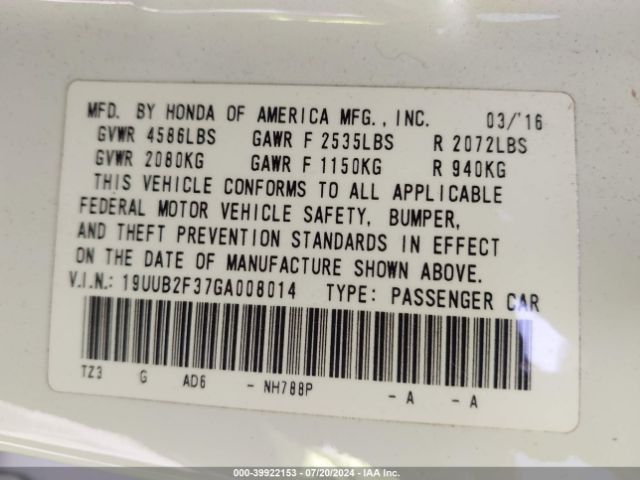 MFD. BY HONDA OF AMERICA MFG., INC. 03/'16
GVWR 4586LBS GAWR F 2535LBS R 2072LBS
GVWR 2080KG GAWR F 1150KG R 940KG
THIS VEHICLE CONFORMS TO ALL APPLICABLE
FEDERAL MOTOR VEHICLE SAFETY, BUMPER,
AND THEFT PREVENTION STANDARDS IN EFFECT
ON THE DATE OF MANUFACTURE SHOWN ABOVE.
V.I.N.: 19UUB2F37GA008014 TYPE: PASSENGER CAR
TZ3 G AD6 - NH788P - A - A
000-39922153 - 07/20/2024 - IAA Inc.